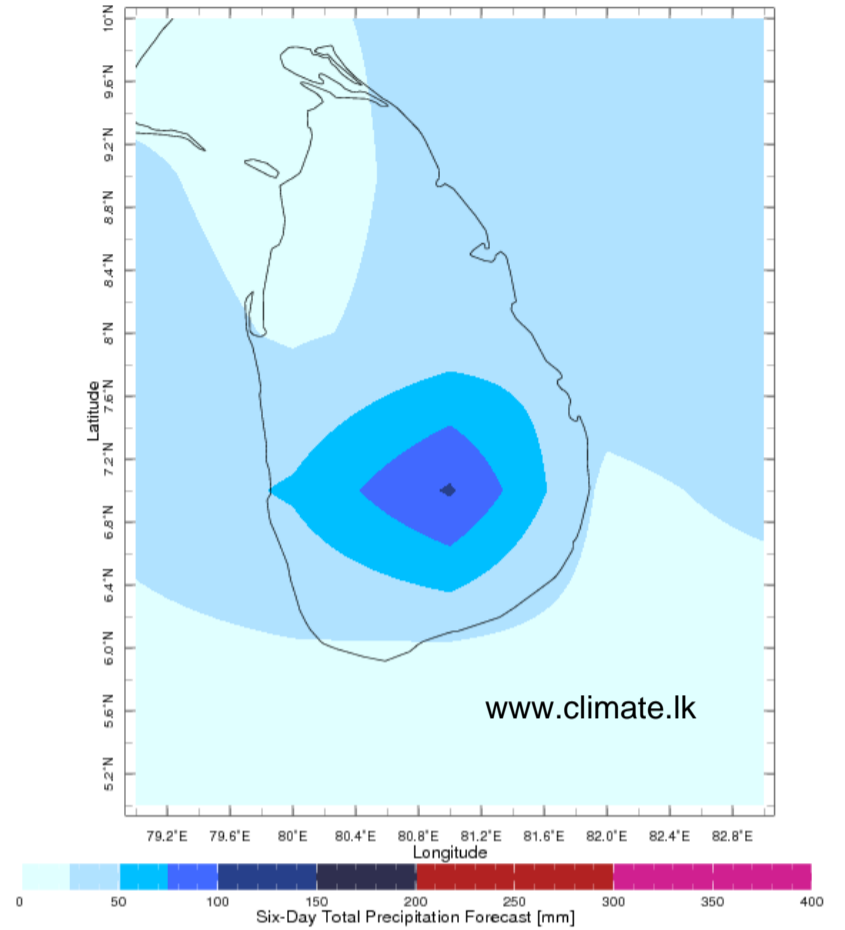 10°N
9.6°N
9.2°N
8.8°N
8.4°N
8°N
7.6°N
7.2°N
6.8°N
6.4°N
6.0°N
5.6°N
5.2°N
Latitude
www.climate.lk
79.2°E 79.6°E 80°E 80.4°E 80.8°E 81.2°E 81.6°E 82.0°E 82.4°E 82.8°E
Longitude
0 50 100 150 200 250 300 350 400
Six-Day Total Precipitation Forecast [mm]